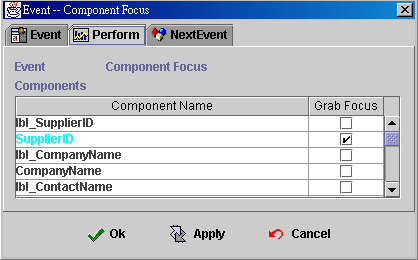 Event -- Component Focus
Event Perform NextEvent
Event Component Focus
Components
Component Name Grab Focus
lbl_SupplierID
SupplierID
lbl_CompanyName
CompanyName
lbl_ContactName
Ok Apply Cancel